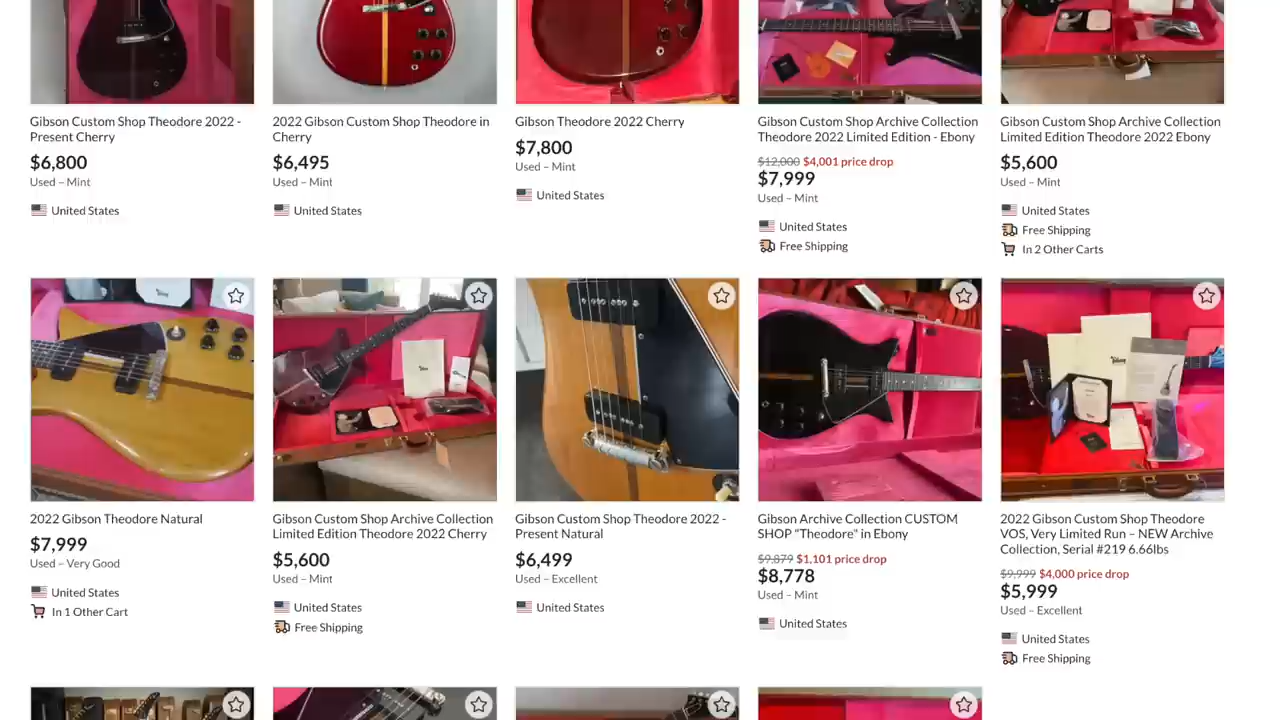 Gibson Custom Shop Theodore 2022 -
Present Cherry
$6,800
Used – Mint
United States
2022 Gibson Custom Shop Theodore in
Cherry
$6,495
Used – Mint
United States
Gibson Theodore 2022 Cherry
$7,800
Used – Mint
United States
Gibson Custom Shop Archive Collection
Theodore 2022 Limited Edition - Ebony
$12,000 $4,001 price drop
$7,999
Used – Mint
United States
Free Shipping
Gibson Custom Shop Archive Collection
Limited Edition Theodore 2022 Ebony
$5,600
Used – Mint
United States
Free Shipping
In 2 Other Carts
2022 Gibson Theodore Natural
$7,999
Used – Very Good
United States
In 1 Other Cart
Gibson Custom Shop Archive Collection
Limited Edition Theodore 2022 Cherry
$5,600
Used – Mint
United States
Free Shipping
Gibson Custom Shop Theodore 2022 -
Present Natural
$6,499
Used – Excellent
United States
Gibson Archive Collection CUSTOM
SHOP "Theodore" in Ebony
$9,879 $1,101 price drop
$8,778
Used – Mint
United States
2022 Gibson Custom Shop Theodore
VOS, Very Limited Run – NEW Archive
Collection, Serial #219 6.66lbs
$9,999 $4,000 price drop
$5,999
Used – Excellent
United States
Free Shipping